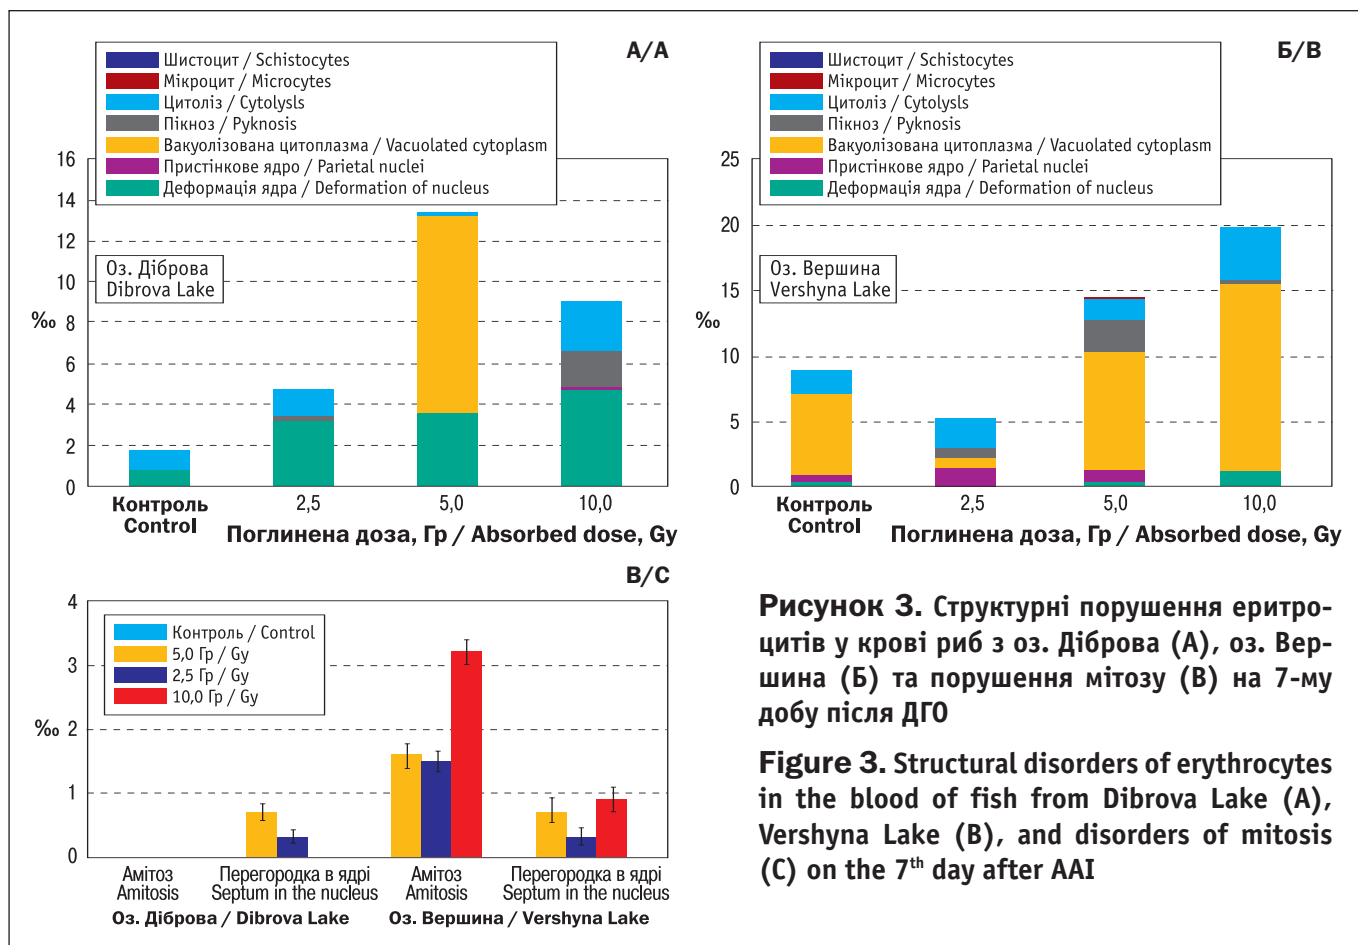 А/А
Шистоцит / Schistocytes
Мікроцит / Microcytes
Цитоліз / Cytolysls
Пікноз / Pyknosis
Вакуолізована цитоплазма / Vacuolated cytoplasm
Пристінкове ядро / Parietal nuclei
Деформація ядра / Deformation of nucleus
16
14
12
10
8
6
4
2
0
‰
Оз. Діброва
Dibrova Lake
Контроль
Control
2,5
5,0
10,0
Поглинена доза, Гр / Absorbed dose, Gy
Б/В
Шистоцит / Schistocytes
Мікроцит / Microcytes
Цитоліз / Cytolysls
Пікноз / Pyknosis
Вакуолізована цитоплазма / Vacuolated cytoplasm
Пристінкове ядро / Parietal nuclei
Деформація ядра / Deformation of nucleus
25
20
15
10
5
0
‰
Оз. Вершина
Vershyna Lake
Контроль
Control
2,5
5,0
10,0
Поглинена доза, Гр / Absorbed dose, Gy
В/С
Контроль / Control
5,0 Гр / Gy
2,5 Гр / Gy
10,0 Гр / Gy
4
3
2
1
0
‰
Амітоз
Amitosis
Перегородка в ядрі
Septum in the nucleus
Амітоз
Amitosis
Перегородка в ядрі
Septum in the nucleus
Оз. Діброва / Dibrova Lake
Оз. Вершина / Vershyna Lake
Рисунок 3. Структурні порушення еритро-
цитів у крові риб з оз. Діброва (А), оз. Вер-
шина (Б) та порушення мітозу (В) на 7-му
добу після ДГО
Figure 3. Structural disorders of erythrocytes
in the blood of fish from Dibrova Lake (A),
Vershyna Lake (B), and disorders of mitosis
(C) on the 7th day after AAI